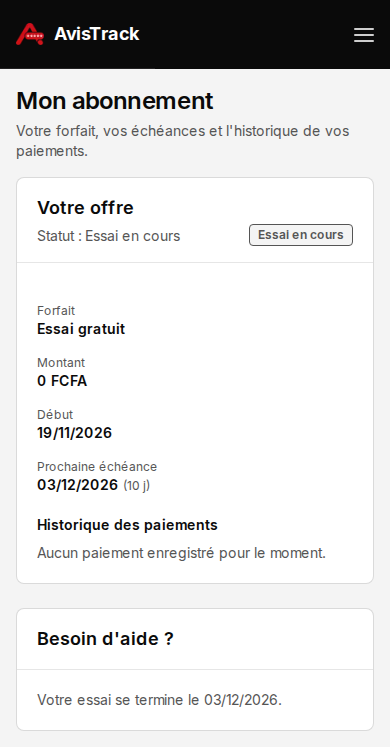 AvisTrack
Mon abonnement
Votre forfait, vos échéances et l'historique de vos
paiements.
Votre offre
Statut : Essai en cours
Essai en cours
Forfait
Essai gratuit
Montant
0 FCFA
Début
19/11/2026
Prochaine échéance
03/12/2026 (10 j)
Historique des paiements
Aucun paiement enregistré pour le moment.
Besoin d'aide ?
Votre essai se termine le 03/12/2026.